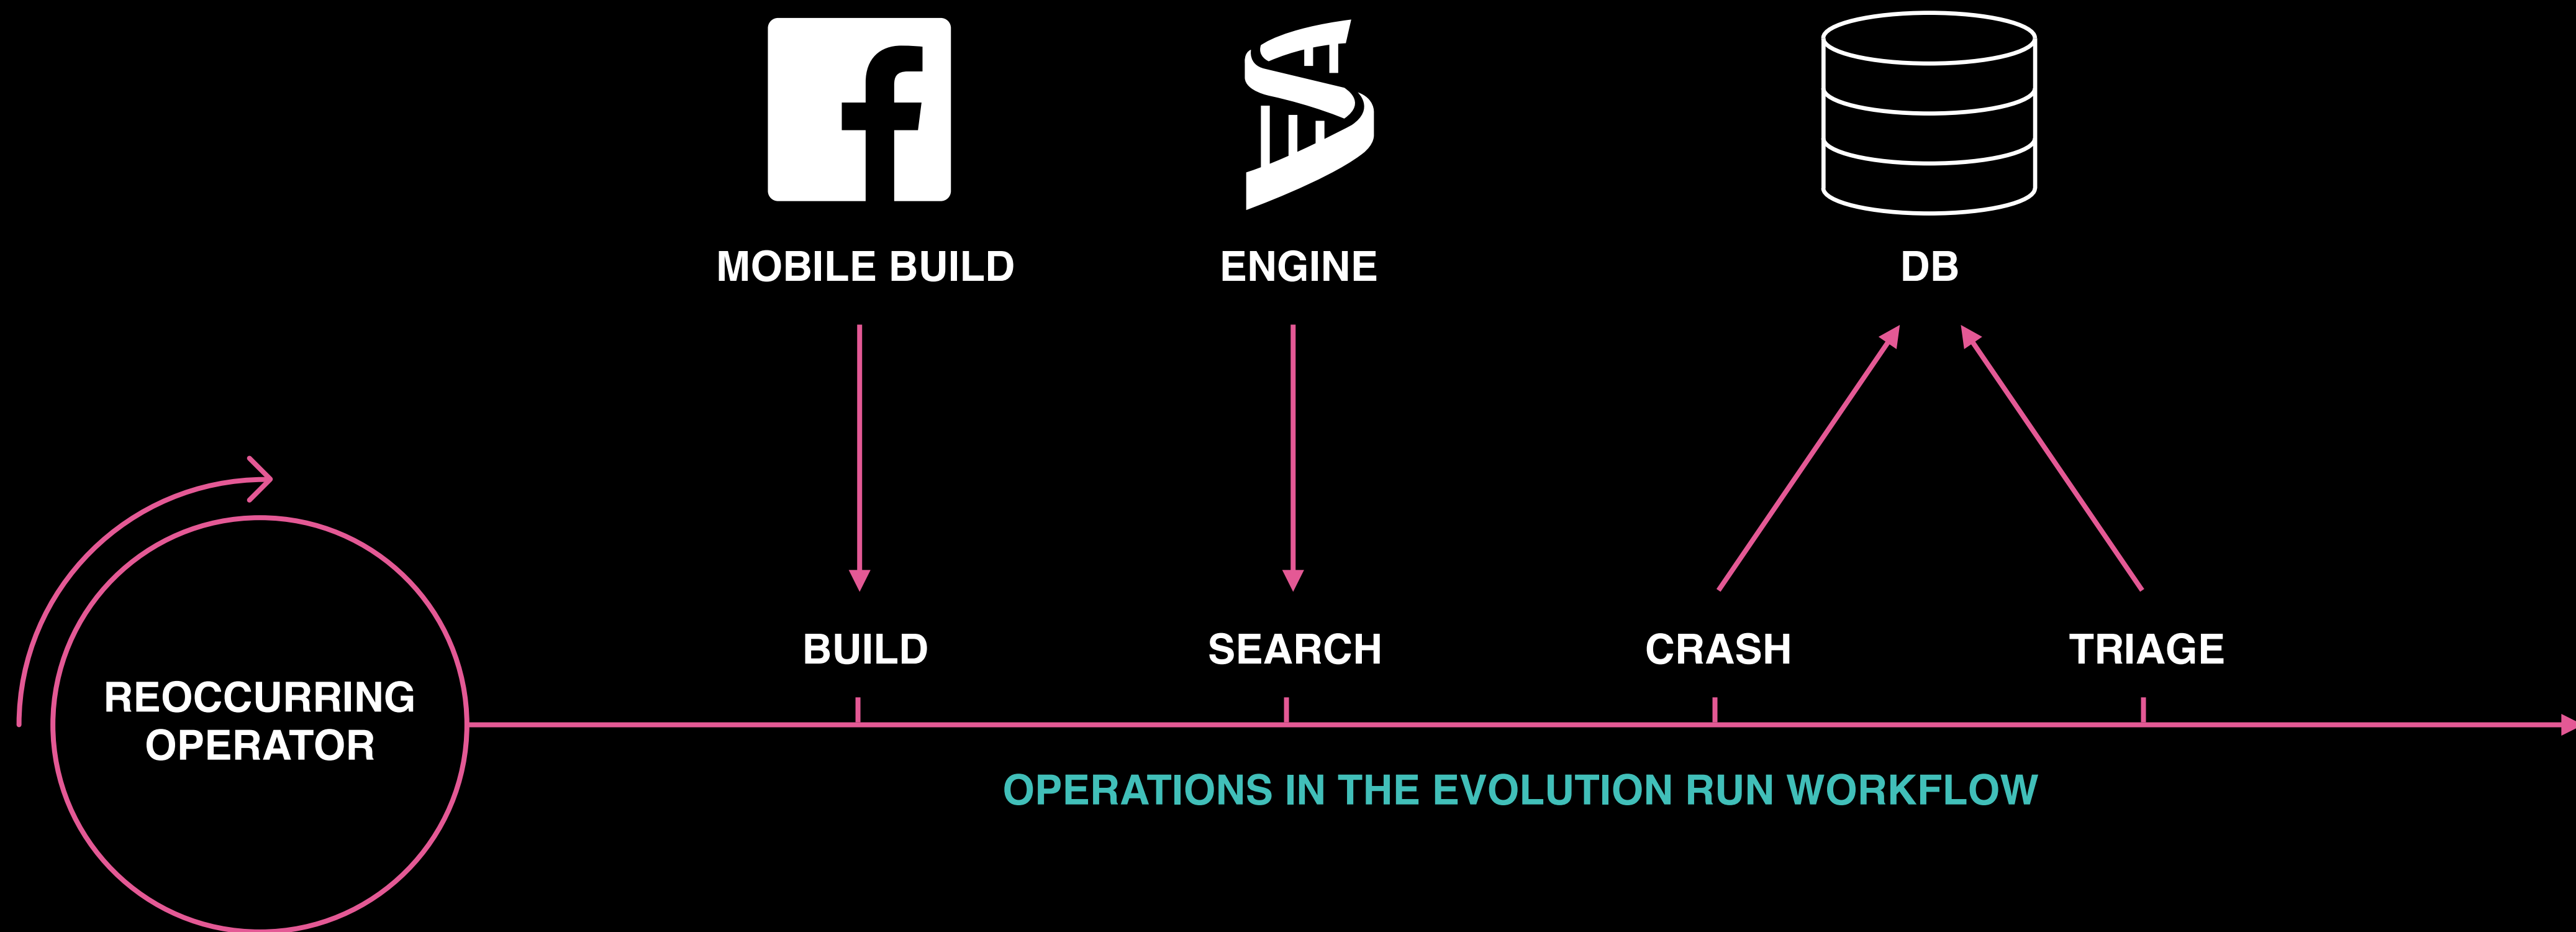 MOBILE BUILD
ENGINE
DB
BUILD
SEARCH
CRASH
TRIAGE
REOCCURRING
OPERATOR
OPERATIONS IN THE EVOLUTION RUN WORKFLOW